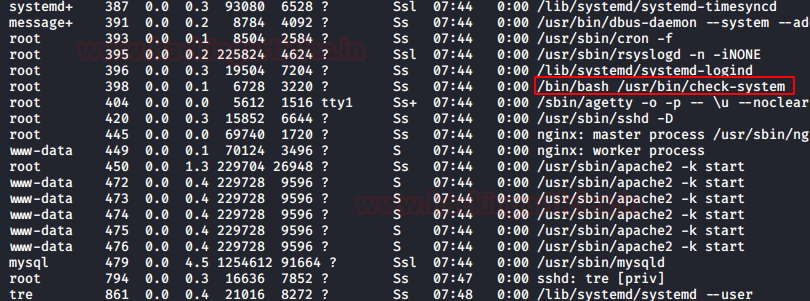 systemd+ 387 0.0 0.3 93080 6528 ? Ssl 07:44 0:00 /lib/systemd/systemd-timesyncd
message+ 391 0.0 0.2 8784 4092 ? Ss 07:44 0:00 /usr/bin/dbus-daemon --system --ad
root 393 0.0 0.1 8504 2584 ? Ss 07:44 0:00 /usr/sbin/cron -f
root 395 0.0 0.2 225824 4624 ? Ssl 07:44 0:00 /usr/sbin/rsyslogd -n -iNONE
root 396 0.0 0.3 19504 7204 ? Ss 07:44 0:00 /lib/systemd/systemd-logind
root 398 0.0 0.1 6728 3220 ? Ss 07:44 0:00 /bin/bash /usr/bin/check-system
root 404 0.0 0.0 5612 1516 tty1 Ss+ 07:44 0:00 /sbin/agetty -o -p -- \u --noclear
root 420 0.0 0.3 15852 6644 ? Ss 07:44 0:00 /usr/sbin/sshd -D
root 445 0.0 0.0 69740 1720 ? Ss 07:44 0:00 nginx: master process /usr/sbin/ng
www-data 449 0.0 0.1 70124 3496 ? S 07:44 0:00 nginx: worker process
root 450 0.0 1.3 229704 26948 ? Ss 07:44 0:00 /usr/sbin/apache2 -k start
www-data 472 0.0 0.4 229728 9596 ? S 07:44 0:00 /usr/sbin/apache2 -k start
www-data 473 0.0 0.4 229728 9596 ? S 07:44 0:00 /usr/sbin/apache2 -k start
www-data 474 0.0 0.4 229728 9596 ? S 07:44 0:00 /usr/sbin/apache2 -k start
www-data 475 0.0 0.4 229728 9596 ? S 07:44 0:00 /usr/sbin/apache2 -k start
www-data 476 0.0 0.4 229728 9596 ? S 07:44 0:00 /usr/sbin/apache2 -k start
mysql 479 0.0 4.5 1254612 91664 ? Ssl 07:44 0:00 /usr/sbin/mysqld
root 794 0.0 0.3 16636 7852 ? Ss 07:47 0:00 sshd: tre [priv]
tre 861 0.0 0.4 21016 8272 ? Ss 07:48 0:00 /lib/systemd/systemd --user